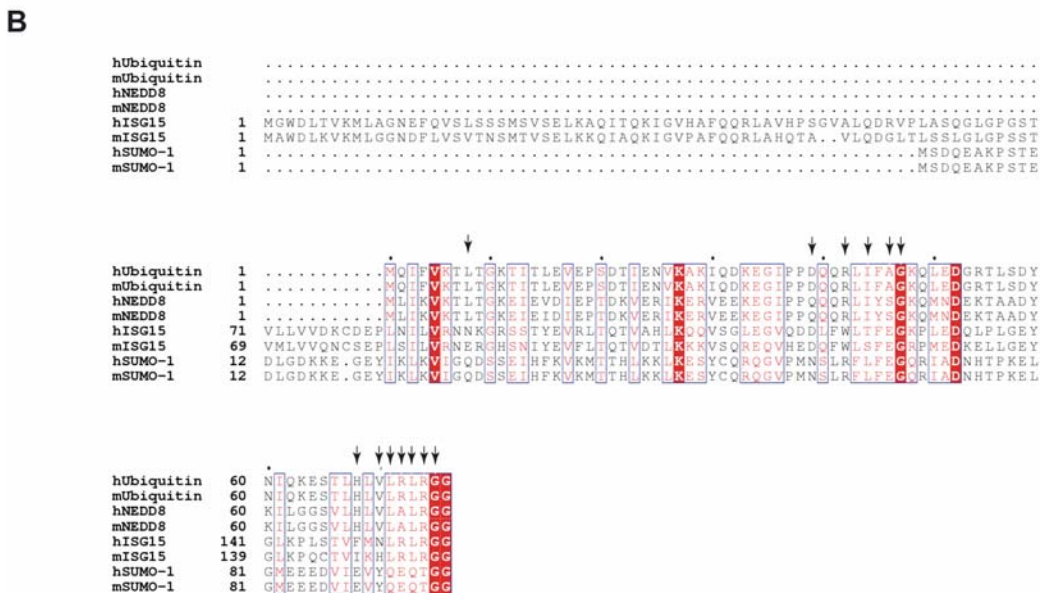 B
hUbiquitin ......................................................................
mUbiquitin ......................................................................
hNEDD8 ......................................................................
mNEDD8 ......................................................................
hISG15 1 MGWDLTVKMLAGNEFQVSLSSSMSVSELKAQITQKIGVHAFQQRLAVHPSGVALQDRVPLASQGLGPGST
mISG15 1 MAWDLKVKMLGGNDFLVSVTNSMTVSELKKQIAQKIGVPAFQQRLAHQTA..VLQDGLTLSSLGLGPSST
hSUMO-1 1 ...........................................................MSDQEAKPSTE
mSUMO-1 1 ...........................................................MSDQEAKPSTE
hUbiquitin 1 ...........MQIFVKTLTGKTITLEVEPSDTIENVKAKIQDKEGIPPDQQRLIFAGKQLEDGRTLSDY
mUbiquitin 1 ...........MQIFVKTLTGKTITLEVEPSDTIENVKAKIQDKEGIPPDQQRLIFAGKQLEDGRTLSDY
hNEDD8 1 ...........MLIKVKTLTGKEIEIDIEPTDKVERIKERVEEKEGIPPQQQRLIYSGKQMNDEKTAADY
mNEDD8 1 ...........MLIKVKTLTGKEIEIDIEPTDKVERIKERVEEKEGIPPQQQRLIYSGKQMNDEKTAADY
hISG15 71 VLLVVDKCDEPLNILVRNNKGRSSTYEVRLTQTVAHLKQQVSGLEGVQDDLFWLTFEGKPLEDQLPLGEY
mISG15 69 VMLVVQNCSEPLSILVRNERGHSNIYEVFLTQTVDTLKKKVSQREQVHEDQFWLSFEGRPMEDKELLGEY
hSUMO-1 12 DLGDKKE.GEYIKLKVIGQDSSEIHFKVKMTTHLKKLKESYCQRQGVPMNSLRFLFEGQRIADNHTPKEL
mSUMO-1 12 DLGDKKE.GEYIKLKVIGQDSSEIHFKVKMTTHLKKLKESYCQRQGVPMNSLRFLFEGQRIADNHTPKEL
hUbiquitin 60 NIQKESTLHLVLRLRGG
mUbiquitin 60 NIQKESTLHLVLRLRGG
hNEDD8 60 KILGGSVLHLVLALRGG
mNEDD8 60 KILGGSVLHLVLALRGG
hISG15 141 GLKPLSTVFMNLRLRGG
mISG15 139 GLKPQCTVIKHLRLRGG
hSUMO-1 81 GMEEEDVIEVYQEQTGG
mSUMO-1 81 GMEEEDVIEVYQEQTGG